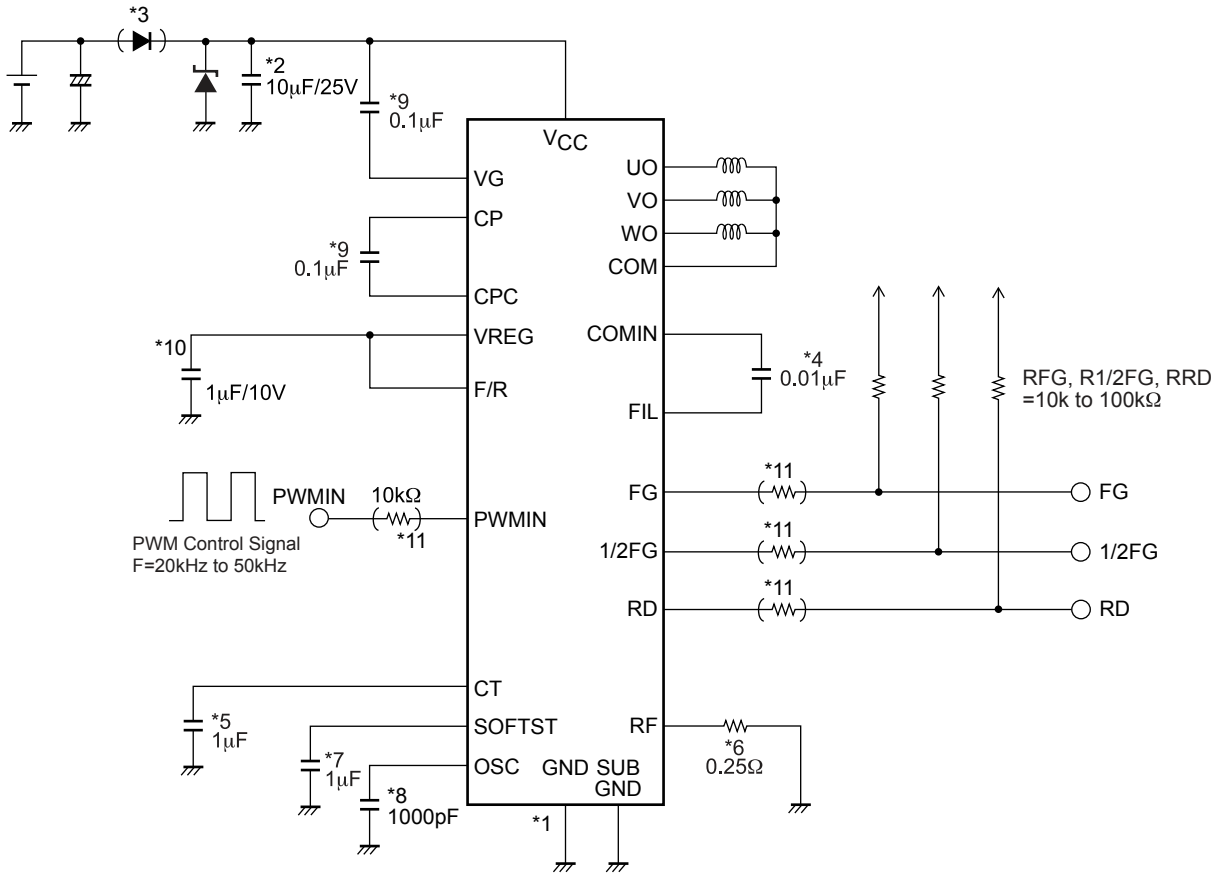 *3
*2
10µF/25V
*9
0.1µF
VCC
VG
CP
*9
0.1µF
CPC
VREG
*10
1µF/10V
F/R
UO
VO
WO
COM
COMIN
*4
0.01µF
FIL
RFG, R1/2FG, RRD
=10k to 100kΩ
PWMIN
10kΩ
*11
PWMIN
PWM Control Signal
F=20kHz to 50kHz
FG
*11
FG
1/2FG
*11
1/2FG
RD
*11
RD
CT
*5
1µF
SOFTST
*7
1µF
OSC
*8
1000pF
RF
*6
0.25Ω
GND SUB
GND
*1